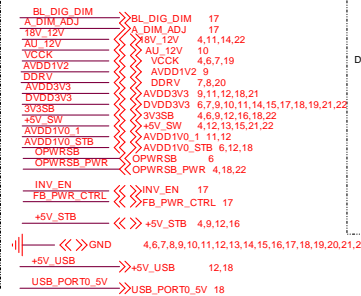 BL_DIG_DIM BL_DIG_DIM 17
A_DIM_ADJ A_DIM_ADJ 17
18V_12V 18V_12V 4,11,14,22
AU_12V AU_12V 10
VCCK VCCK 4,6,7,19
AVDD1V2 AVDD1V2 9
DDRV DDRV 7,8,20
AVDD3V3 AVDD3V3 9,11,12,18,21
DVDD3V3 DVDD3V3 6,7,9,10,11,14,15,17,18,19,21,22
3V3SB 3V3SB 4,6,9,12,16,18,22
+5V_SW +5V_SW 4,12,13,15,21,22
AVDD1V0_1 AVDD1V0_1 11,12
AVDD1V0_STB AVDD1V0_STB 6,12,18
OPWRSB OPWRSB 6
OPWRSB_PWR OPWRSB_PWR 4,18,22
INV_EN INV_EN 17
FB_PWR_CTRL FB_PWR_CTRL 17
+5V_STB +5V_STB 4,9,12,16
GND 4,6,7,8,9,10,11,12,13,14,15,16,17,18,19,20,21,2
+5V_USB +5V_USB 12,18
USB_PORT0_5V USB_PORT0_5V 18
D